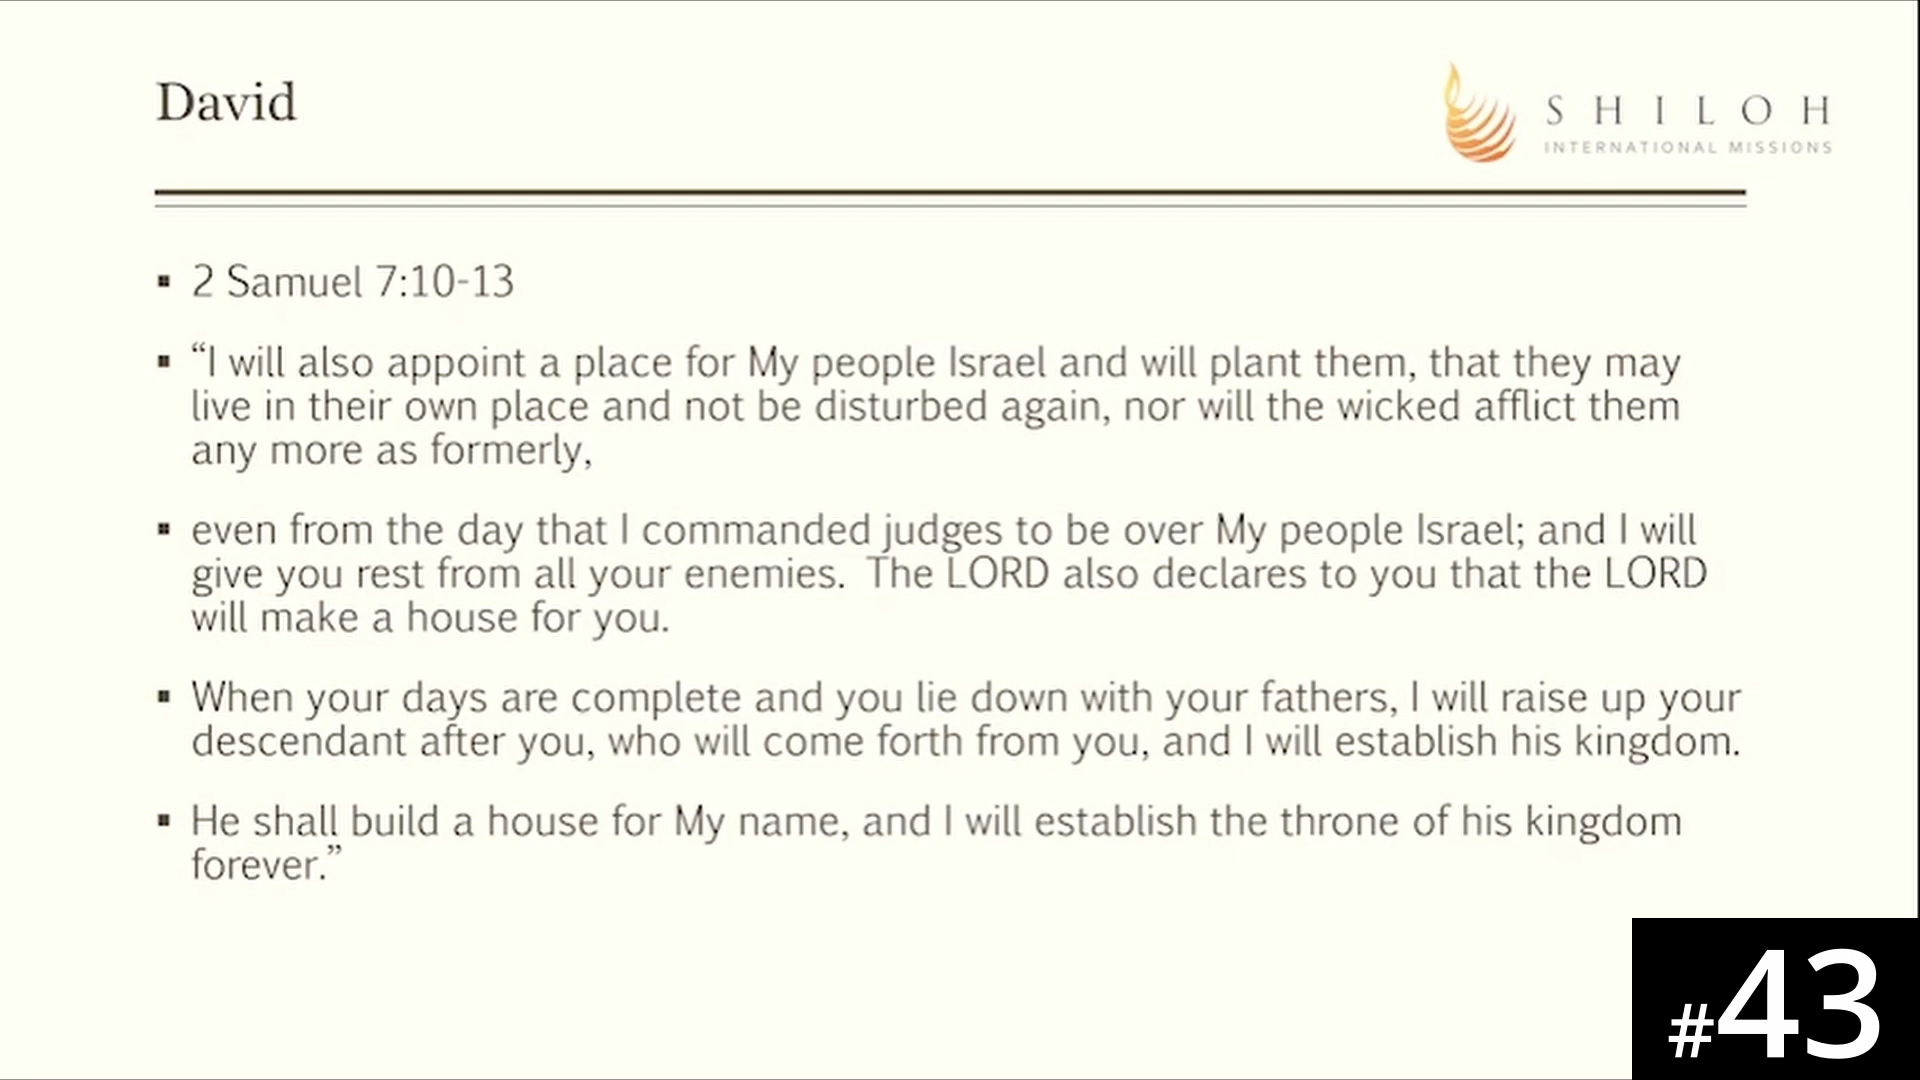 David
SHILOH
INTERNATIONAL MISSIONS
▪ 2 Samuel 7:10-13
▪ “I will also appoint a place for My people Israel and will plant them, that they may
live in their own place and not be disturbed again, nor will the wicked afflict them
any more as formerly,
▪ even from the day that I commanded judges to be over My people Israel; and I will
give you rest from all your enemies.  The LORD also declares to you that the LORD
will make a house for you.
▪ When your days are complete and you lie down with your fathers, I will raise up your
descendant after you, who will come forth from you, and I will establish his kingdom.
▪ He shall build a house for My name, and I will establish the throne of his kingdom
forever.”
#43